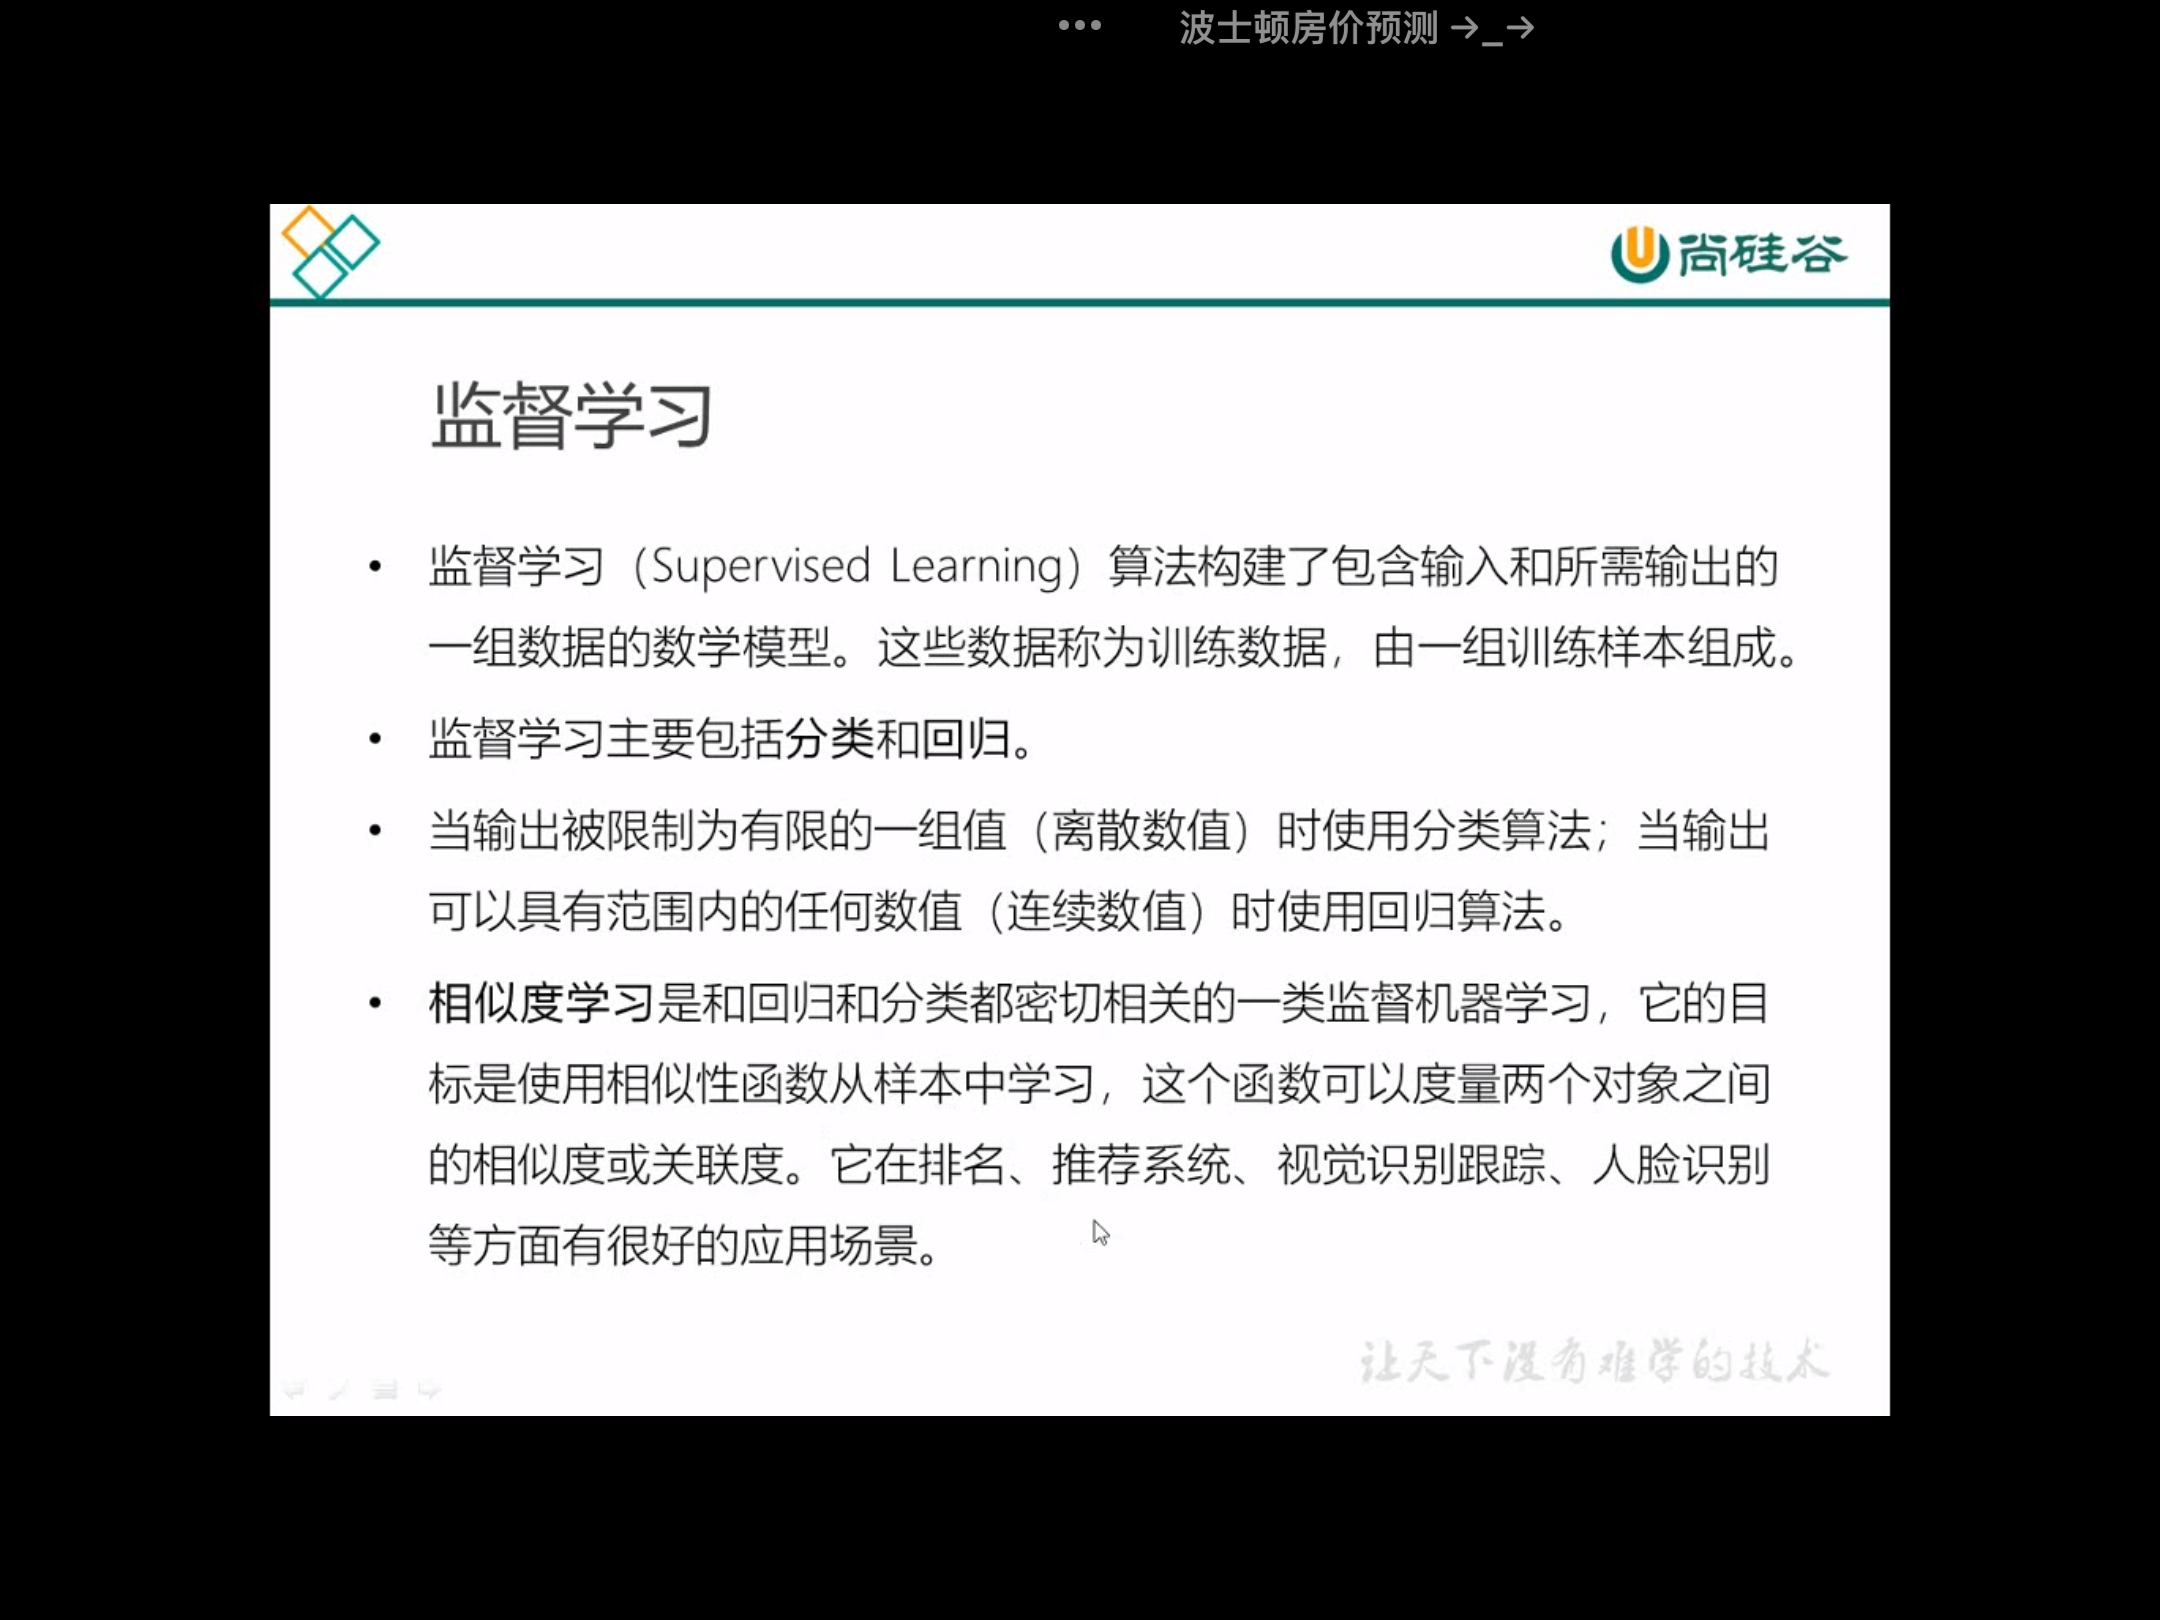 ••• 波士顿房价预测 →_→
尚硅谷
监督学习
• 监督学习（Supervised Learning）算法构建了包含输入和所需输出的
一组数据的数学模型。这些数据称为训练数据，由一组训练样本组成。
• 监督学习主要包括分类和回归。
• 当输出被限制为有限的一组值（离散数值）时使用分类算法；当输出
可以具有范围内的任何数值（连续数值）时使用回归算法。
• 相似度学习是和回归和分类都密切相关的一类监督机器学习，它的目
标是使用相似性函数从样本中学习，这个函数可以度量两个对象之间
的相似度或关联度。它在排名、推荐系统、视觉识别跟踪、人脸识别
等方面有很好的应用场景。
让天下没有难学的技术